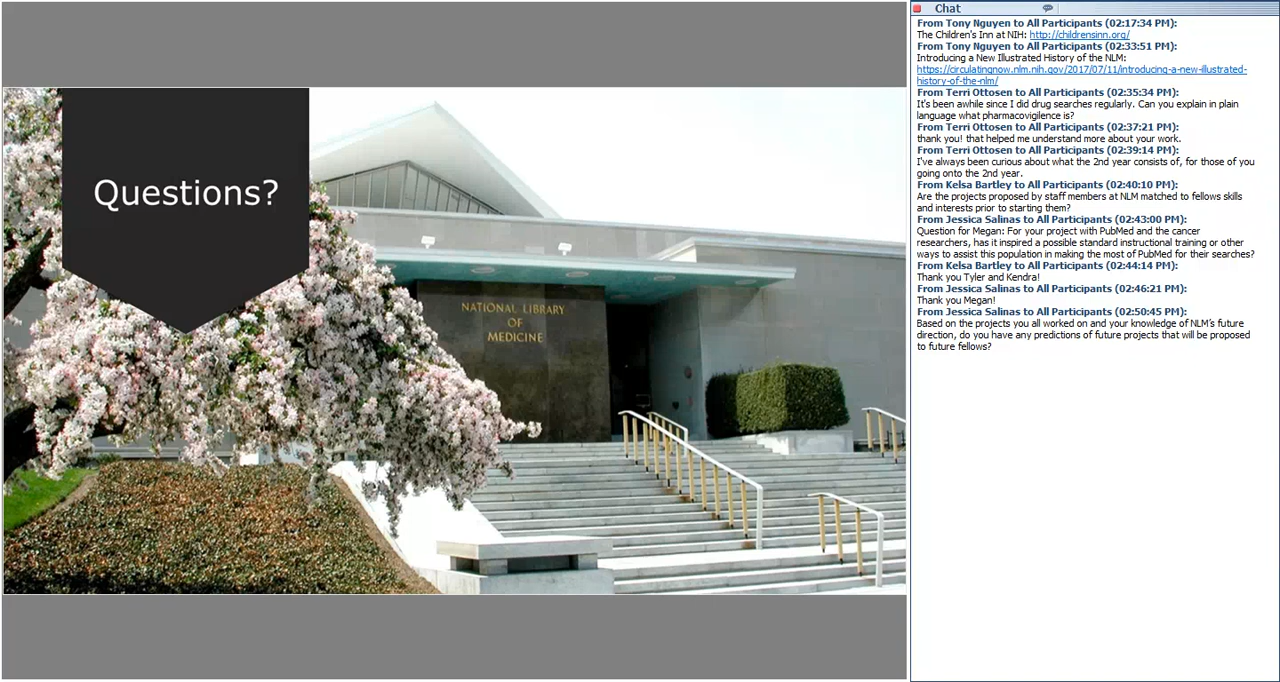 Questions?
NATIONAL LIBRARY
OF
MEDICINE
Chat
From Tony Nguyen to All Participants (02:17:34 PM):
The Children's Inn at NIH: http://childrensinn.org/
From Tony Nguyen to All Participants (02:33:51 PM):
Introducing a New Illustrated History of the NLM:
https://circulatingnow.nlm.nih.gov/2017/07/11/introducing-a-new-illustrated-
history-of-the-nlm/
From Terri Ottosen to All Participants (02:35:34 PM):
It's been awhile since I did drug searches regularly. Can you explain in plain
language what pharmacovigilence is?
From Terri Ottosen to All Participants (02:37:21 PM):
thank you! that helped me understand more about your work.
From Terri Ottosen to All Participants (02:39:14 PM):
I've always been curious about what the 2nd year consists of, for those of you
going onto the 2nd year.
From Kelsa Bartley to All Participants (02:40:10 PM):
Are the projects proposed by staff members at NLM matched to fellows skills
and interests prior to starting them?
From Jessica Salinas to All Participants (02:43:00 PM):
Question for Megan: For your project with PubMed and the cancer
researchers, has it inspired a possible standard instructional training or other
ways to assist this population in making the most of PubMed for their searches?
From Kelsa Bartley to All Participants (02:44:14 PM):
Thank you Tyler and Kendra!
From Jessica Salinas to All Participants (02:46:21 PM):
Thank you Megan!
From Jessica Salinas to All Participants (02:50:45 PM):
Based on the projects you all worked on and your knowledge of NLM's future
direction, do you have any predictions of future projects that will be proposed
to future fellows?